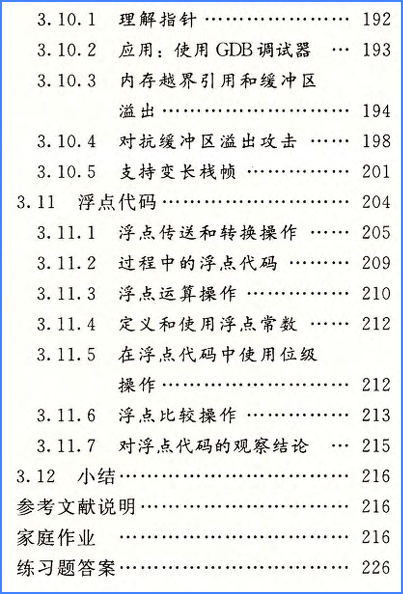 3.10.1 理解指针 ………………… 192
3.10.2 应用：使用GDB调试器 … 193
3.10.3 内存越界引用和缓冲区
溢出 ……………………… 194
3.10.4 对抗缓冲区溢出攻击 …… 198
3.10.5 支持变长栈帧 …………… 201
3.11 浮点代码……………………… 204
3.11.1 浮点传送和转换操作 …… 205
3.11.2 过程中的浮点代码 ……… 209
3.11.3 浮点运算操作 …………… 210
3.11.4 定义和使用浮点常数 …… 212
3.11.5 在浮点代码中使用位级
操作……………………… 212
3.11.6 浮点比较操作 …………… 213
3.11.7 对浮点代码的观察结论 … 215
3.12 小结…………………………… 216
参考文献说明………………………… 216
家庭作业 …………………………… 216
练习题答案…………………………… 226